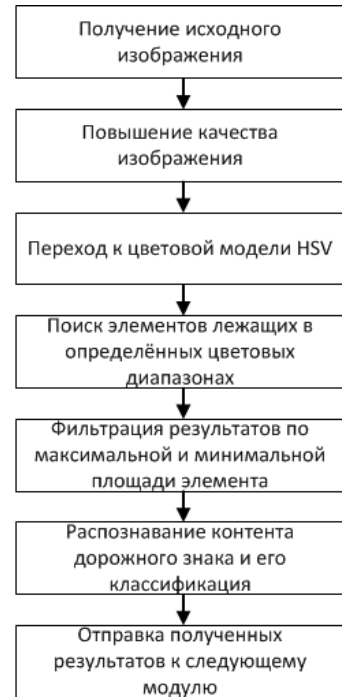 Получение исходного
изображения
Повышение качества
изображения
Переход к цветовой модели HSV
Поиск элементов лежащих в
определённых цветовых
диапазонах
Фильтрация результатов по
максимальной и минимальной
площади элемента
Распознавание контента
дорожного знака и его
классификация
Отправка полученных
результатов к следующему
модулю